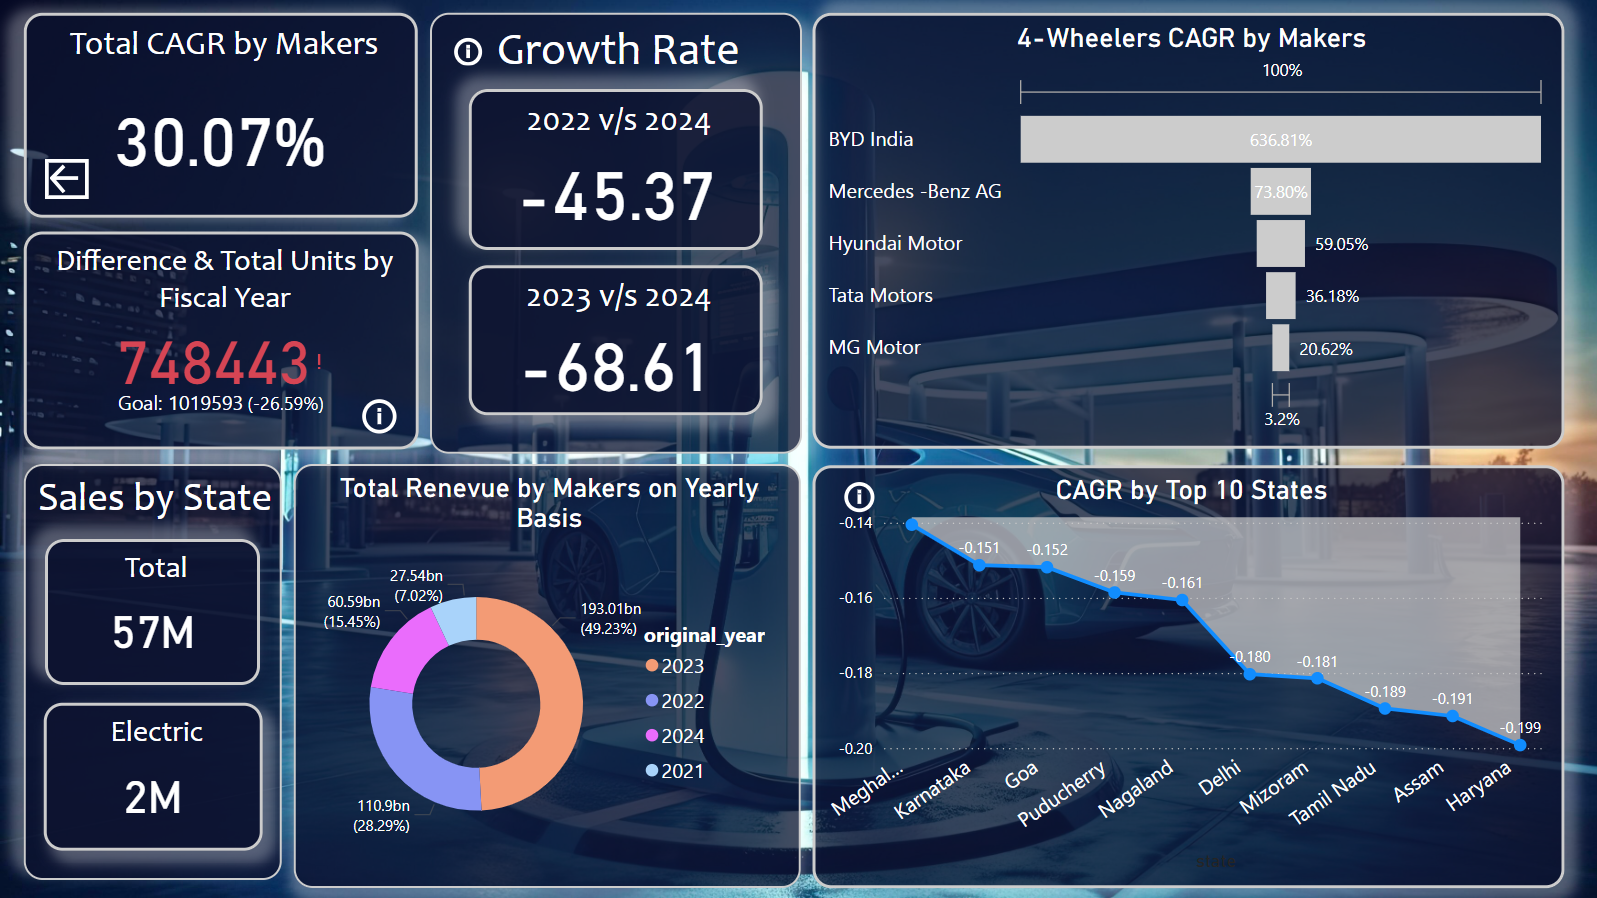 Total CAGR by Makers
30.07%
Difference & Total Units by
Fiscal Year
748443!
Goal: 1019593 (-26.59%)
Growth Rate
2022 v/s 2024
-45.37
2023 v/s 2024
-68.61
4-Wheelers CAGR by Makers
100%
BYD India
636.81%
Mercedes -Benz AG
73.80%
Hyundai Motor
59.05%
Tata Motors
36.18%
MG Motor
20.62%
3.2%
Sales by State
Total
57M
Electric
2M
Total Renevue by Makers on Yearly
Basis
27.54bn
(7.02%)
60.59bn
(15.45%)
193.01bn
(49.23%)
110.9bn
(28.29%)
original_year
2023
2022
2024
2021
CAGR by Top 10 States
-0.14
-0.16
-0.18
-0.20
-0.151
-0.152
-0.159
-0.161
-0.180
-0.181
-0.189
-0.191
-0.199
Meghal...
Karnataka
Goa
Puducherry
Nagaland
Delhi
Mizoram
Tamil Nadu
Assam
Haryana